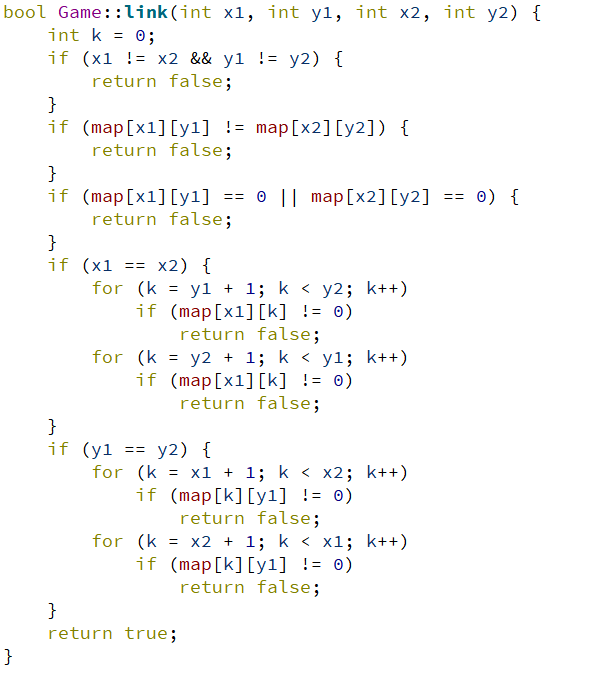 bool Game::link(int x1, int y1, int x2, int y2) {
    int k = 0;
    if (x1 != x2 && y1 != y2) {
        return false;
    }
    if (map[x1][y1] != map[x2][y2]) {
        return false;
    }
    if (map[x1][y1] == 0 || map[x2][y2] == 0) {
        return false;
    }
    if (x1 == x2) {
        for (k = y1 + 1; k < y2; k++)
            if (map[x1][k] != 0)
                return false;
        for (k = y2 + 1; k < y1; k++)
            if (map[x1][k] != 0)
                return false;
    }
    if (y1 == y2) {
        for (k = x1 + 1; k < x2; k++)
            if (map[k][y1] != 0)
                return false;
        for (k = x2 + 1; k < x1; k++)
            if (map[k][y1] != 0)
                return false;
    }
    return true;
}